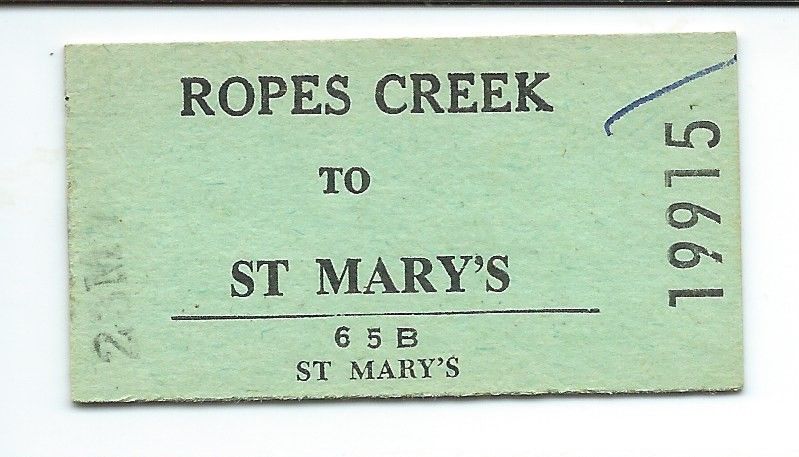 ROPES CREEK
TO
ST MARY'S
65B
ST MARY'S
19915